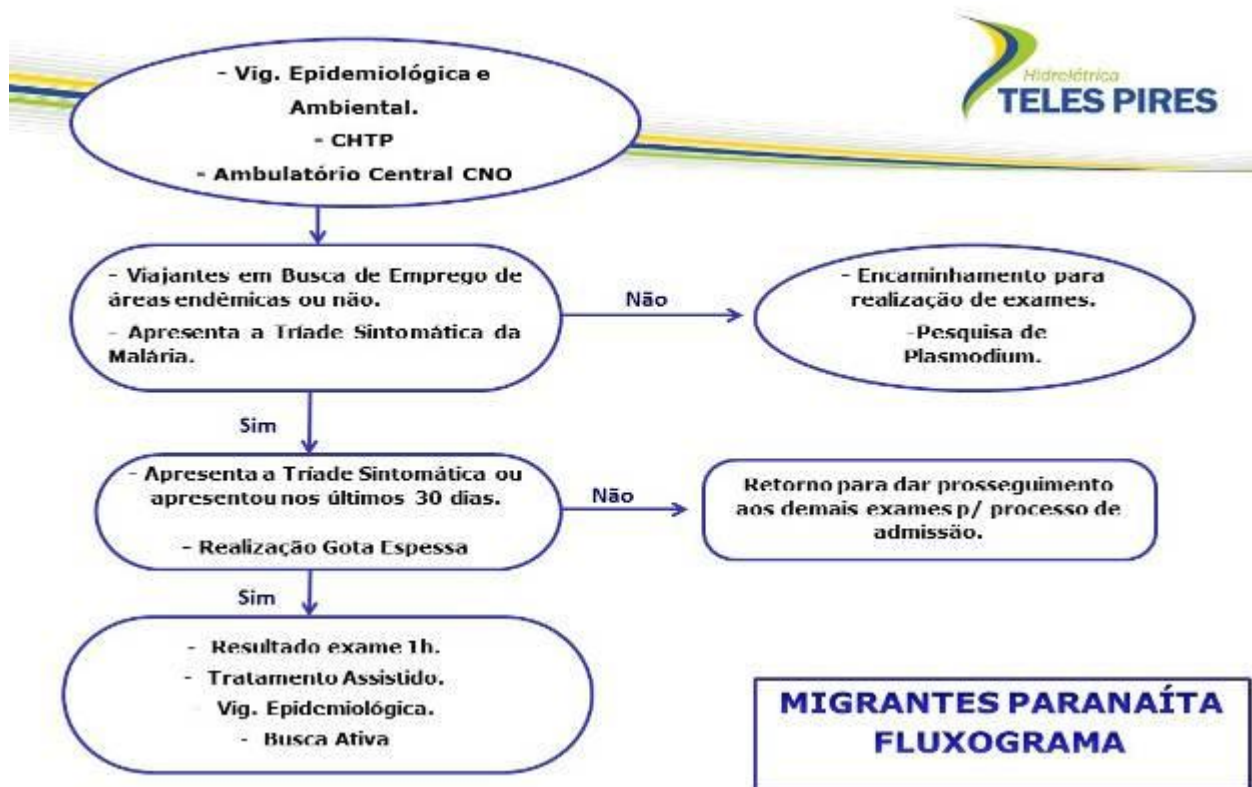 Hidrelétrica
TELES PIRES
- Vig. Epidemiológica e
Ambiental.
- CHTP
- Ambulatório Central CNO
- Viajantes em Busca de Emprego de
áreas endêmicas ou não.
- Apresenta a Tríade Sintomática da
Malária.
Não
- Encaminhamento para
realização de exames.
-Pesquisa de
Plasmodium.
Sim
- Apresenta a Tríade Sintomática ou
apresentou nos últimos 30 dias.
- Realização Gota Espessa
Não
Retorno para dar prosseguimento
aos demais exames p/ processo de
admissão.
Sim
- Resultado exame 1h.
- Tratamento Assistido.
Vig. Epidemiológica.
- Busca Ativa
MIGRANTES PARANAÍTA
FLUXOGRAMA